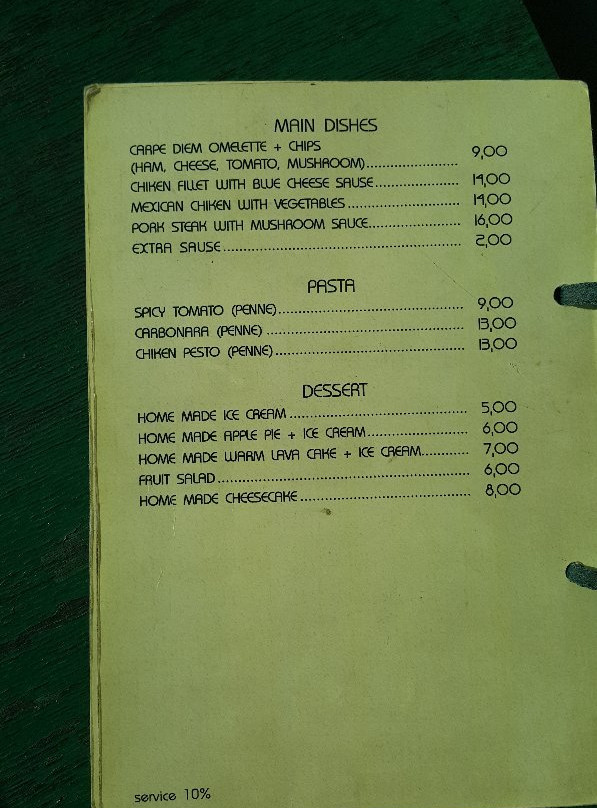 MAIN DISHES
CARPE DIEM OMELETTE + CHIPS
(HAM, CHEESE, TOMATO, MUSHROOM)..................... 9,00
CHIKEN FILLET WITH BLUE CHEESE SAUSE................... 14,00
MEXICAN CHIKEN WITH VEGETABLES......................... 14,00
PORK STEAK WITH MUSHROOM SAUCE..................... 16,00
EXTRA SAUSE.................................................... 2,00
PASTA
SPICY TOMATO (PENNE)......................................... 9,00
CARBONARA (PENNE) ........................................... 13,00
CHIKEN PESTO (PENNE)......................................... 13,00
DESSERT
HOME MADE ICE CREAM ....................................... 5,00
HOME MADE APPLE PIE + ICE CREAM...................... 6,00
HOME MADE WARM LAVA CAKE + ICE CREAM........... 7,00
FRUIT SALAD...................................................... 6,00
HOME MADE CHEESECAKE..................................... 8,00
service 10%